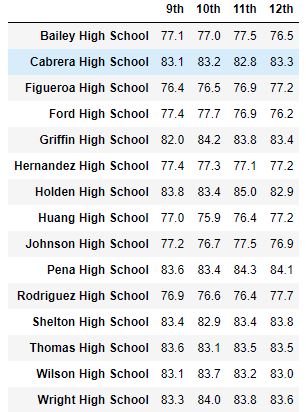 9th 10th 11th 12th
Bailey High School 77.1 77.0 77.5 76.5
Cabrera High School 83.1 83.2 82.8 83.3
Figueroa High School 76.4 76.5 76.9 77.2
Ford High School 77.4 77.7 76.9 76.2
Griffin High School 82.0 84.2 83.8 83.4
Hernandez High School 77.4 77.3 77.1 77.2
Holden High School 83.8 83.4 85.0 82.9
Huang High School 77.0 75.9 76.4 77.2
Johnson High School 77.2 76.7 77.5 76.9
Pena High School 83.6 83.4 84.3 84.1
Rodriguez High School 76.9 76.6 76.4 77.7
Shelton High School 83.4 82.9 83.4 83.8
Thomas High School 83.6 83.1 83.5 83.5
Wilson High School 83.1 83.7 83.2 83.0
Wright High School 83.3 84.0 83.8 83.6